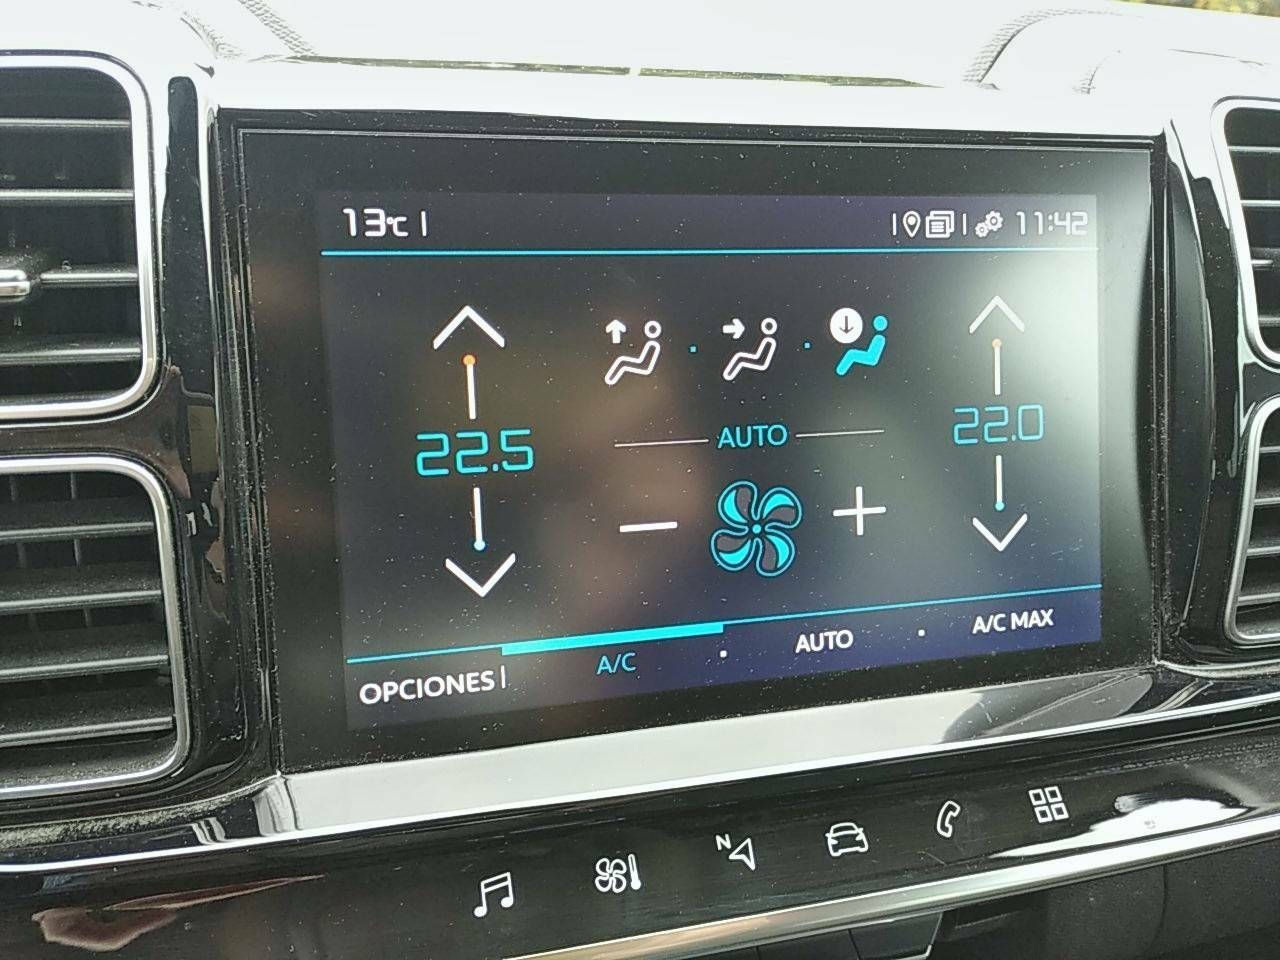 13°C
11:42
22.5
AUTO
22.0
OPCIONES
A/C
AUTO
A/C MAX
N